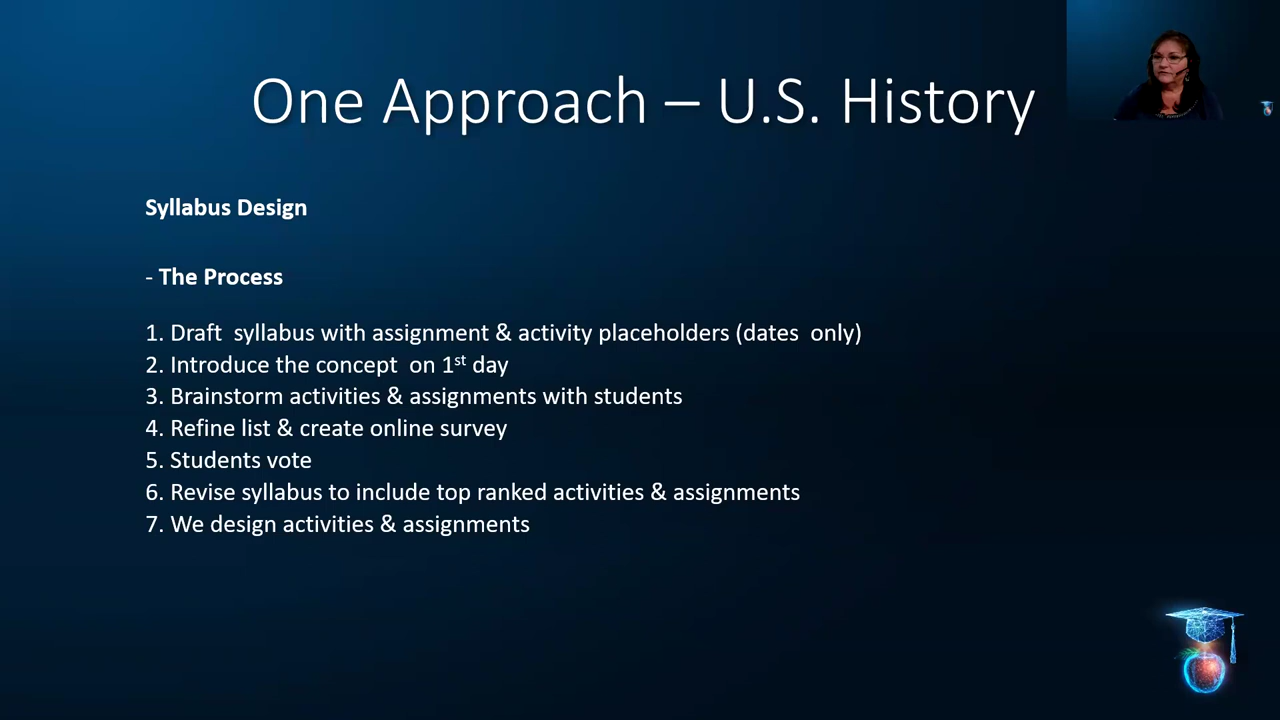 One Approach – U.S. History
Syllabus Design
- The Process
1. Draft syllabus with assignment & activity placeholders (dates only)
2. Introduce the concept on 1st day
3. Brainstorm activities & assignments with students
4. Refine list & create online survey
5. Students vote
6. Revise syllabus to include top ranked activities & assignments
7. We design activities & assignments